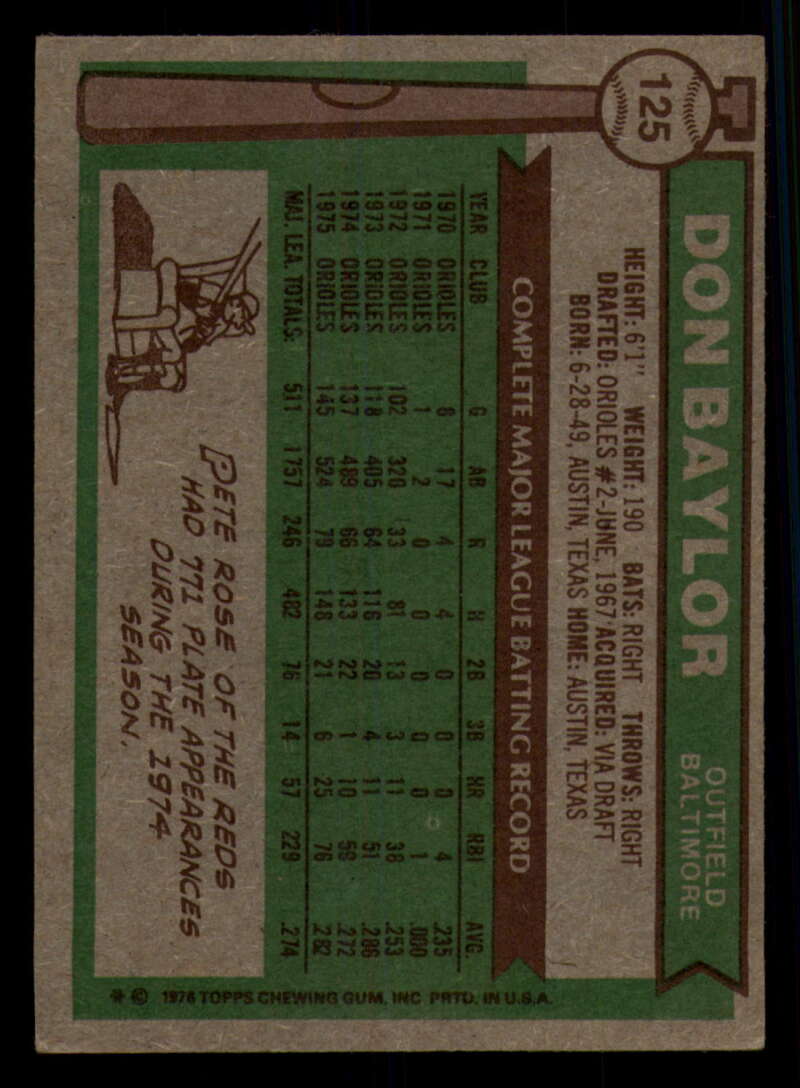 125
DON BAYLOR
OUTFIELD
BALTIMORE
HEIGHT: 6'1" WEIGHT: 190 BATS: RIGHT THROWS: RIGHT
DRAFTED: ORIOLES #2-JUNE, 1967 ACQUIRED: VIA DRAFT
BORN: 6-28-49, AUSTIN, TEXAS HOME: AUSTIN, TEXAS
COMPLETE MAJOR LEAGUE BATTING RECORD
YEAR CLUB G AB R H 2B 3B HR RBI AVG.
1970 ORIOLES 8 17 4 4 0 0 0 4 .235
1971 ORIOLES 1 2 0 0 0 0 0 1 .000
1972 ORIOLES 102 320 33 81 13 3 11 38 .253
1973 ORIOLES 118 405 64 116 20 4 11 51 .286
1974 ORIOLES 137 489 66 133 22 1 10 59 .272
1975 ORIOLES 145 524 79 148 21 6 25 76 .282
MAJ. LEA. TOTALS: 511 1757 246 482 76 14 57 229 .274
PETE ROSE OF THE REDS
HAD 771 PLATE APPEARANCES
DURING THE 1974
SEASON.
* © 1976 TOPPS CHEWING GUM, INC PRTD. IN U.S.A.